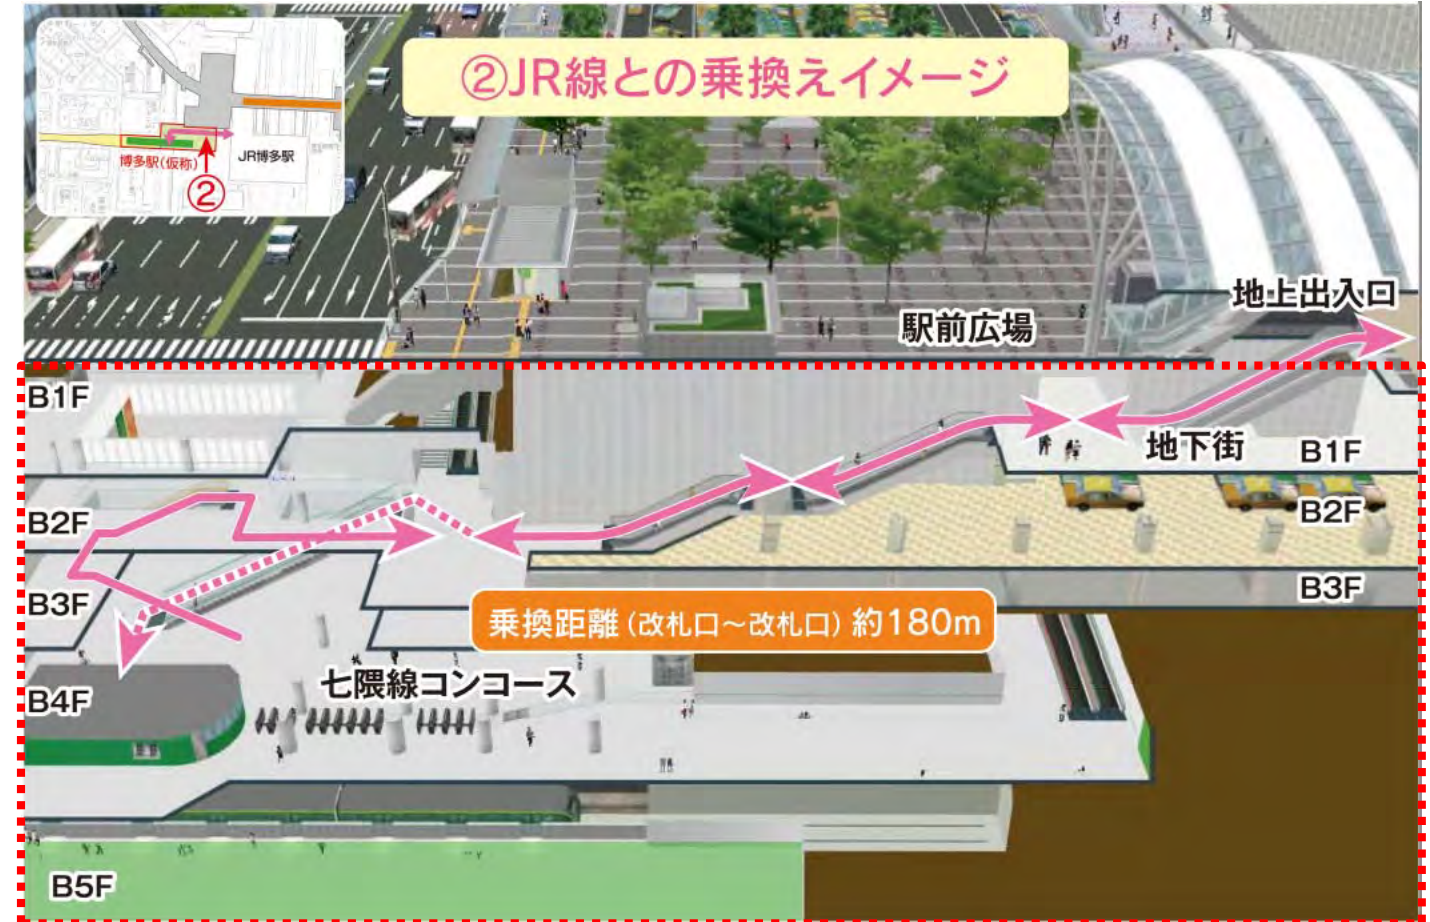 ②JR線との乗換えイメージ
博多駅(仮称)
JR博多駅
②
地上出入口
駅前広場
B1F
地下街
B1F
B2F
B2F
B3F
B3F
乗換距離(改札口～改札口)約180m
七隈線コンコース
B4F
B5F